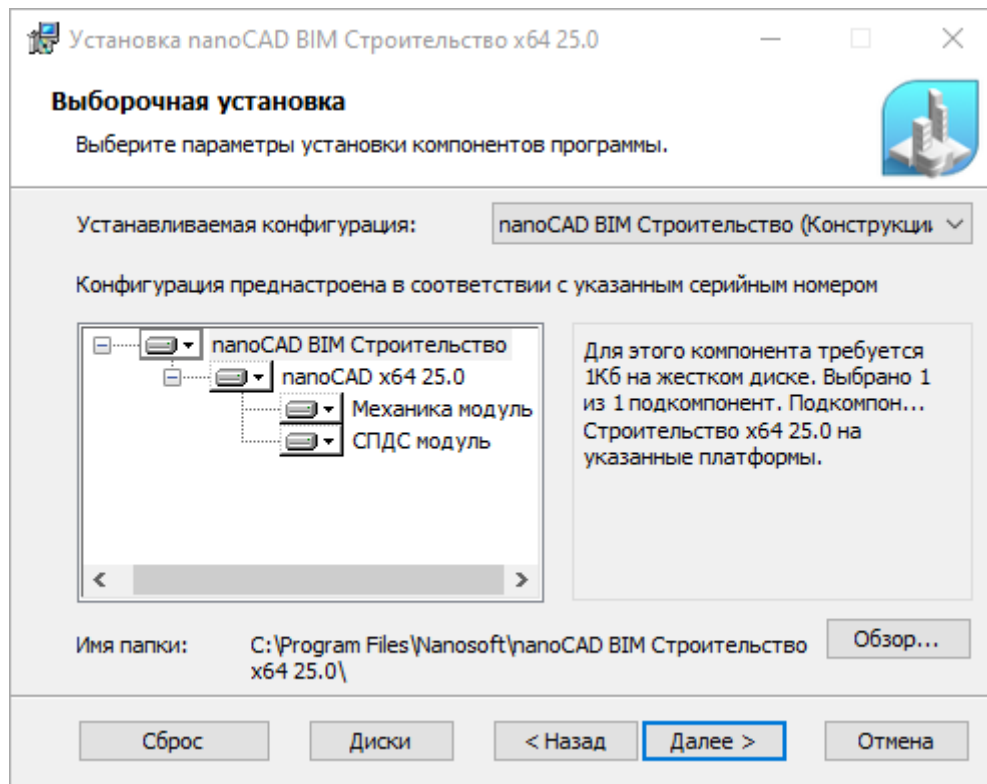 Установка nanoCAD BIM Строительство x64 25.0
Выборочная установка
Выберите параметры установки компонентов программы.
Устанавливаемая конфигурация:
nanoCAD BIM Строительство (Конструкции
Конфигурация преднастроена в соответствии с указанным серийным номером
nanoCAD BIM Строительство
nanoCAD x64 25.0
Механика модуль
СПДС модуль
Для этого компонента требуется
1Кб на жестком диске. Выбрано 1
из 1 подкомпонент. Подкомпон...
Строительство x64 25.0 на
указанные платформы.
Имя папки:
C:\Program Files\Nanosoft\nanoCAD BIM Строительство
x64 25.0\
Обзор...
Сброс
Диски
< Назад
Далее >
Отмена